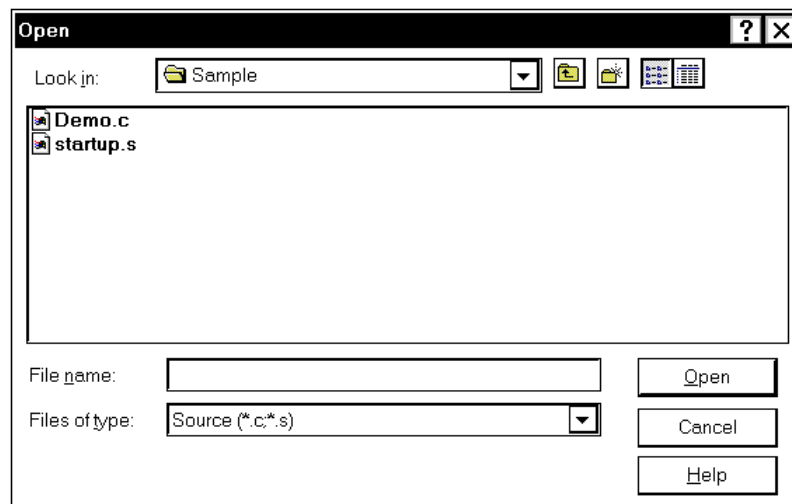 Open
Look in:
Sample
Demo.c
startup.s
File name:
Open
Files of type:
Source (*.c;*.s)
Cancel
Help